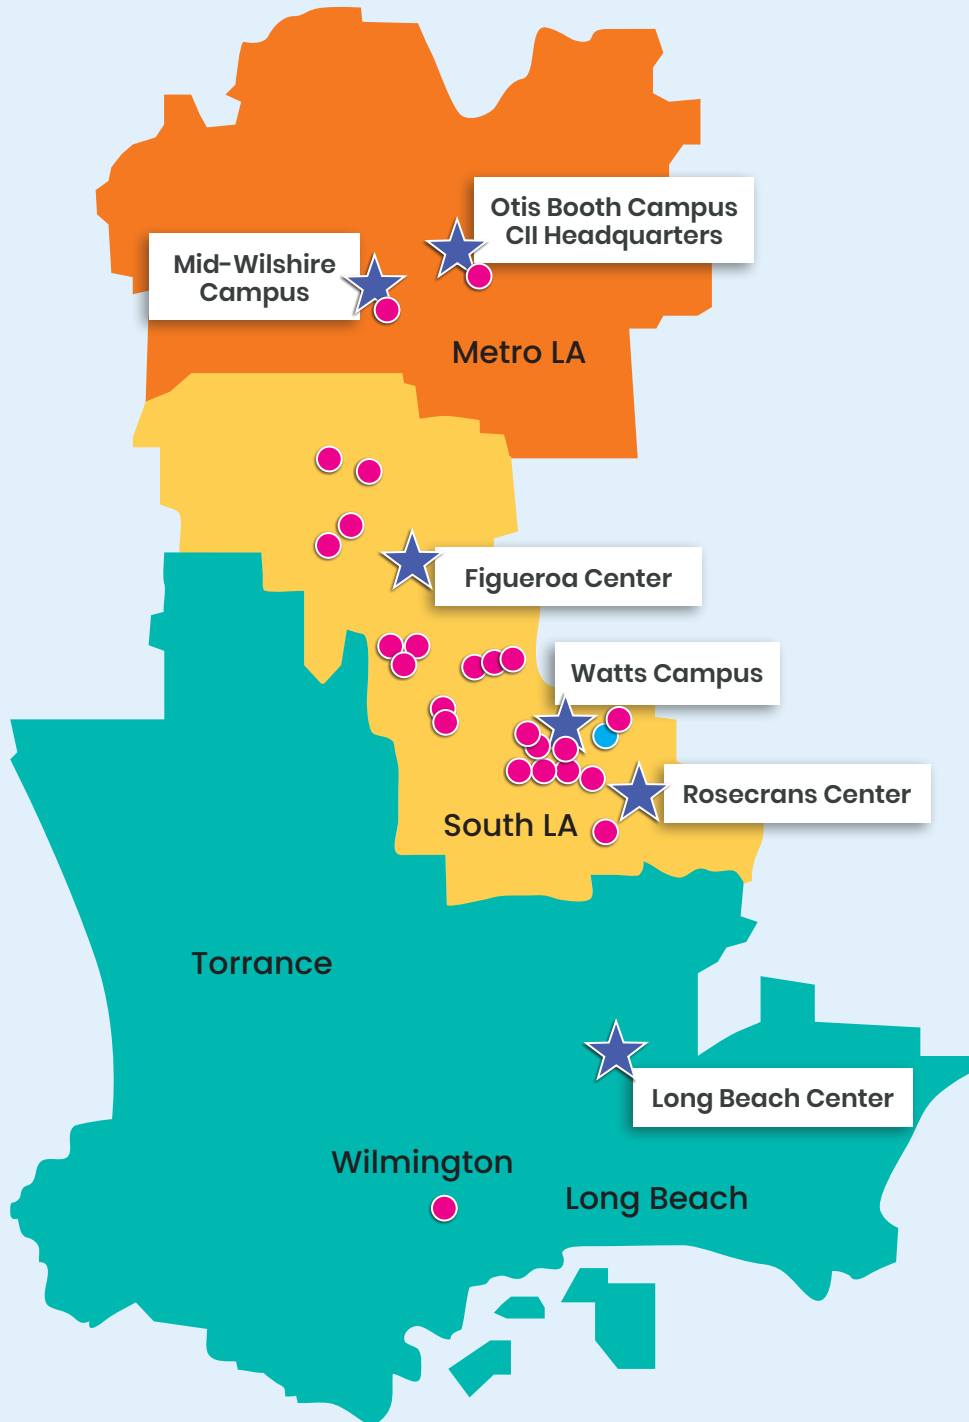 Otis Booth Campus
CII Headquarters
Mid-Wilshire
Campus
Metro LA
Figueroa Center
Watts Campus
Rosecrans Center
South LA
Torrance
Long Beach Center
Wilmington
Long Beach